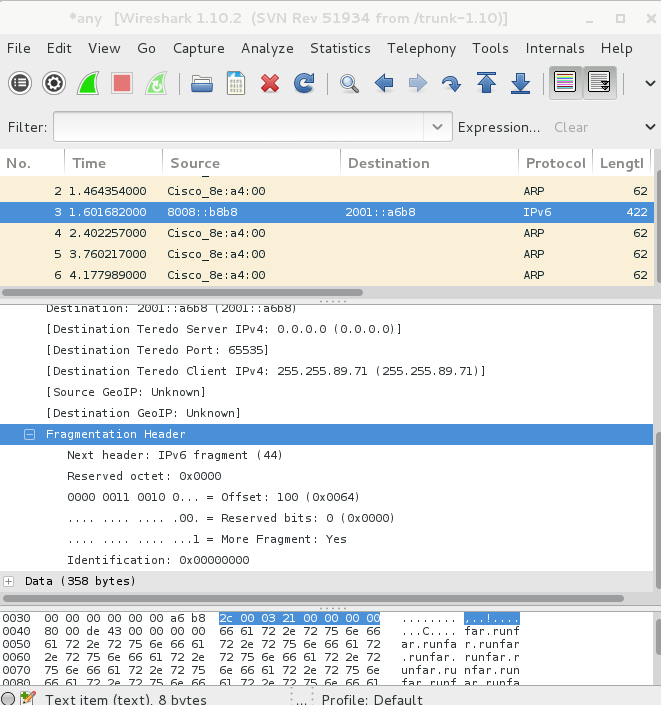 *any [Wireshark 1.10.2 (SVN Rev 51934 from /trunk-1.10)]
File Edit View Go Capture Analyze Statistics Telephony Tools Internals Help
Filter: Expression... Clear
No. Time Source Destination Protocol Lengtl
2 1.464354000 Cisco_8e:a4:00 ARP 62
3 1.601682000 8008::b8b8 2001::a6b8 IPv6 422
4 2.402257000 Cisco_8e:a4:00 ARP 62
5 3.760217000 Cisco_8e:a4:00 ARP 62
6 4.177989000 Cisco_8e:a4:00 ARP 62
Destination: 2001::a6b8 (2001::a6b8)
[Destination Teredo Server IPv4: 0.0.0.0 (0.0.0.0)]
[Destination Teredo Port: 65535]
[Destination Teredo Client IPv4: 255.255.89.71 (255.255.89.71)]
[Source GeoIP: Unknown]
[Destination GeoIP: Unknown]
Fragmentation Header
Next header: IPv6 fragment (44)
Reserved octet: 0x0000
0000 0011 0010 0... = Offset: 100 (0x0064)
.... .... .... .00. = Reserved bits: 0 (0x0000)
.... .... .... ...1 = More Fragment: Yes
Identification: 0x00000000
Data (358 bytes)
0030 00 00 00 00 00 00 a6 b8 2c 00 03 21 00 00 00 00 ........ ,..!....
0040 80 00 de 43 00 00 00 00 66 61 72 2e 72 75 6e 66 ...C.... far.runf
0050 61 72 2e 72 75 6e 66 61 72 2e 72 75 6e 66 61 72 ar.runfa r.runfar
0060 2e 72 75 6e 66 61 72 2e 72 75 6e 66 61 72 2e 72 .runfar. runfar.r
0070 75 6e 66 61 72 2e 72 75 6e 66 61 72 2e 72 75 6e unfar.ru nfar.run
0080 66 61 72 2e 72 75 6e 66 61 72 2e 72 75 6e 66 61 far.runf ar.runfa
Text item (text), 8 bytes ... Profile: Default